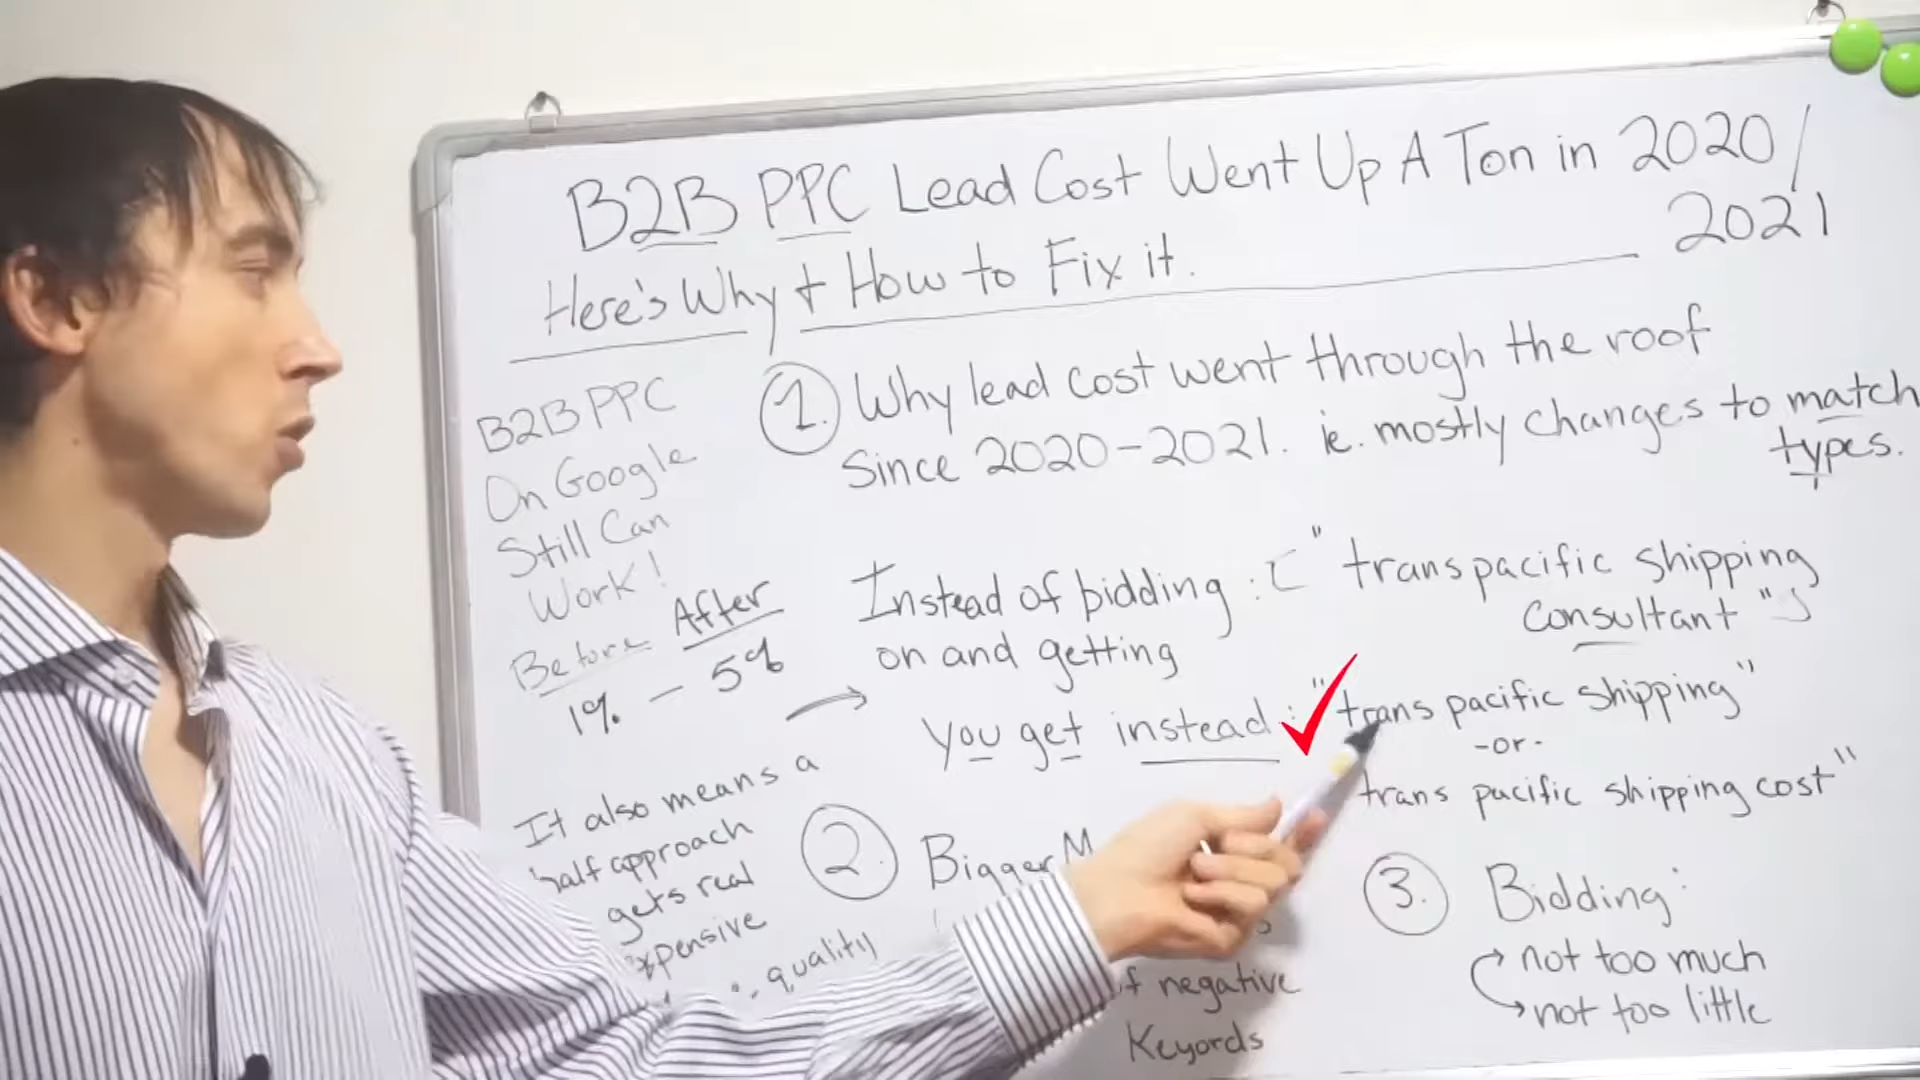 B2B PPC Lead Cost Went Up A Ton in 2020/
2021
Here's Why + How to Fix it.
B2B PPC
On Google
Still Can
Work!
Before After
1% - 5%
It also means a
half approach
gets real
quality
1. Why lead cost went through the roof
Since 2020-2021. ie. mostly changes to match
types.
Instead of bidding: ["transpacific shipping
consultant"]
on and getting
You get instead: "trans pacific shipping"
-or-
trans pacific shipping cost"
2. Bigger
negative
Keyords
3. Bidding:
not too much
not too little